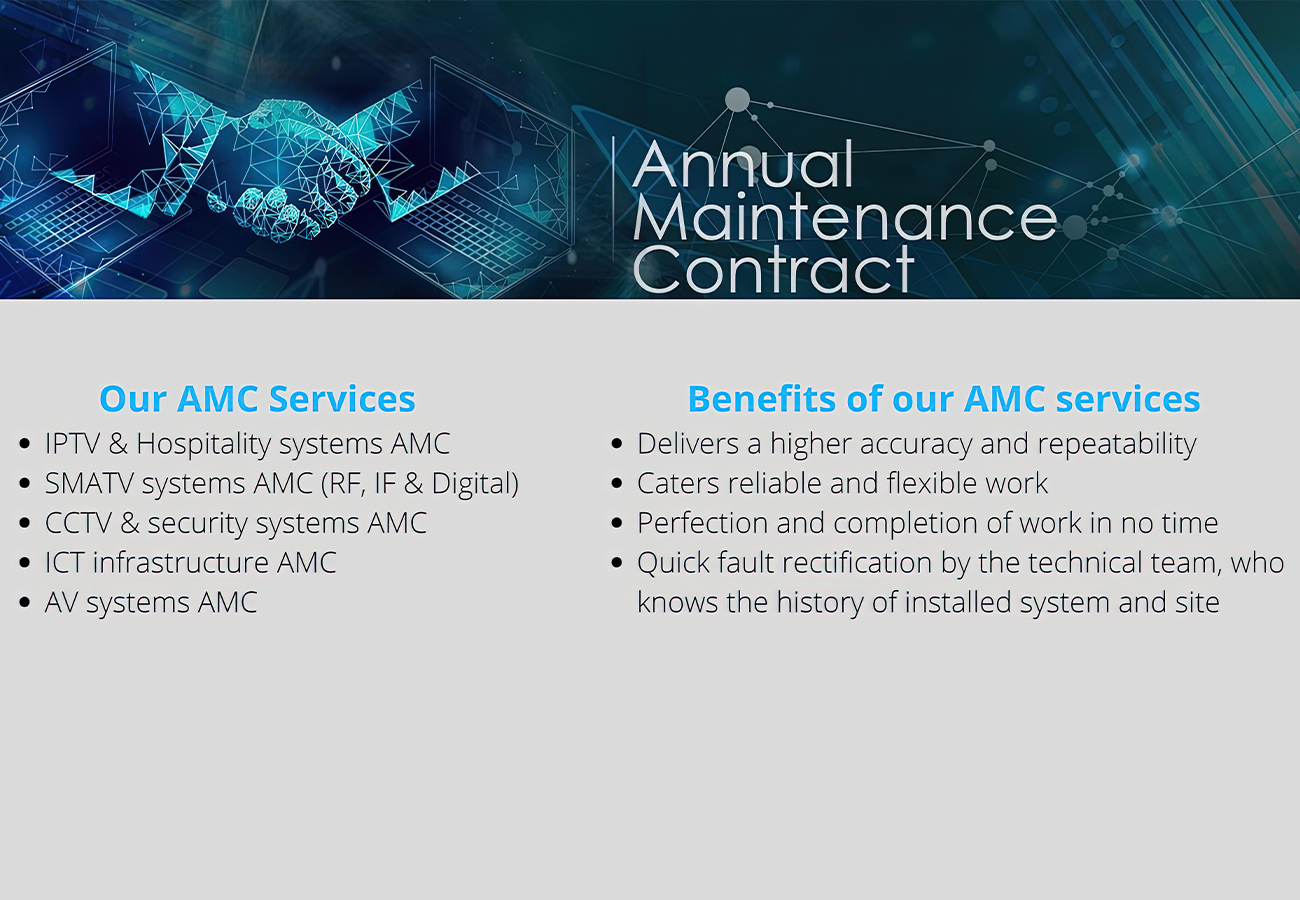 Annual
Maintenance
Contract
Our AMC Services
• IPTV & Hospitality systems AMC
• SMATV systems AMC (RF, IF & Digital)
• CCTV & security systems AMC
• ICT infrastructure AMC
• AV systems AMC
Benefits of our AMC services
• Delivers a higher accuracy and repeatability
• Caters reliable and flexible work
• Perfection and completion of work in no time
• Quick fault rectification by the technical team, who
knows the history of installed system and site